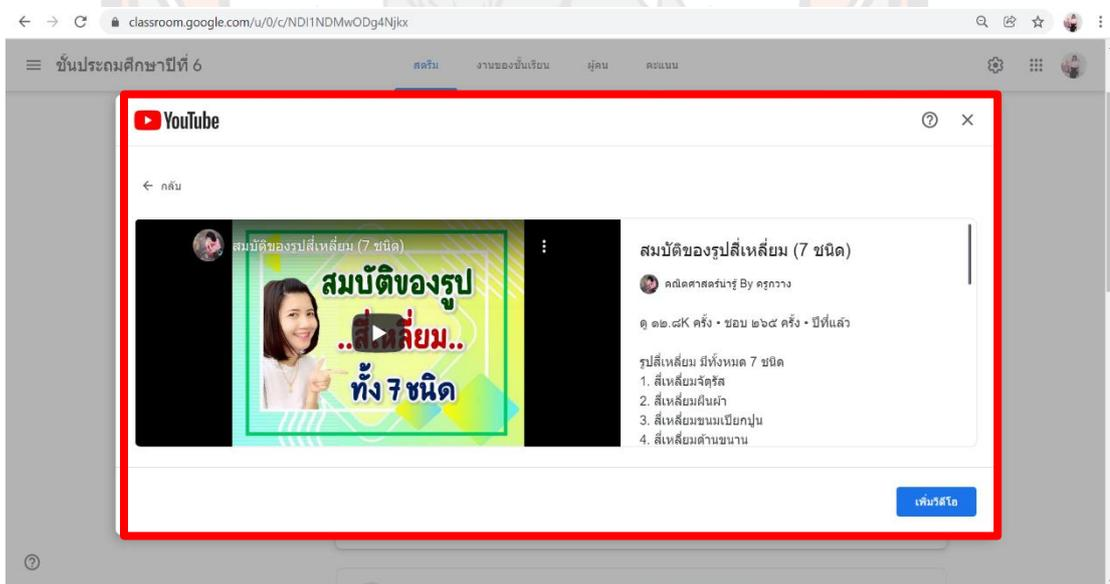 classroom.google.com/u/0/c/NDI1NDMwODg4Njkx
ชั้นประถมศึกษาปีที่ 6
สตรีม งานของชั้นเรียน ผู้คน คะแนน
YouTube
กลับ
สมบัติของรูปสี่เหลี่ยม (7 ชนิด)
สมบัติของรูป
..สี่เหลี่ยม..
ทั้ง 7 ชนิด
สมบัติของรูปสี่เหลี่ยม (7 ชนิด)
คณิตศาสตร์น่ารู้ By ครูกวาง
ดู ๑๒.๘K ครั้ง • ชอบ ๒๖๕ ครั้ง • ปีที่แล้ว
รูปสี่เหลี่ยม มีทั้งหมด 7 ชนิด
1. สี่เหลี่ยมจัตุรัส
2. สี่เหลี่ยมผืนผ้า
3. สี่เหลี่ยมขนมเปียกปูน
4. สี่เหลี่ยมด้านขนาน
เพิ่มวิดีโอ